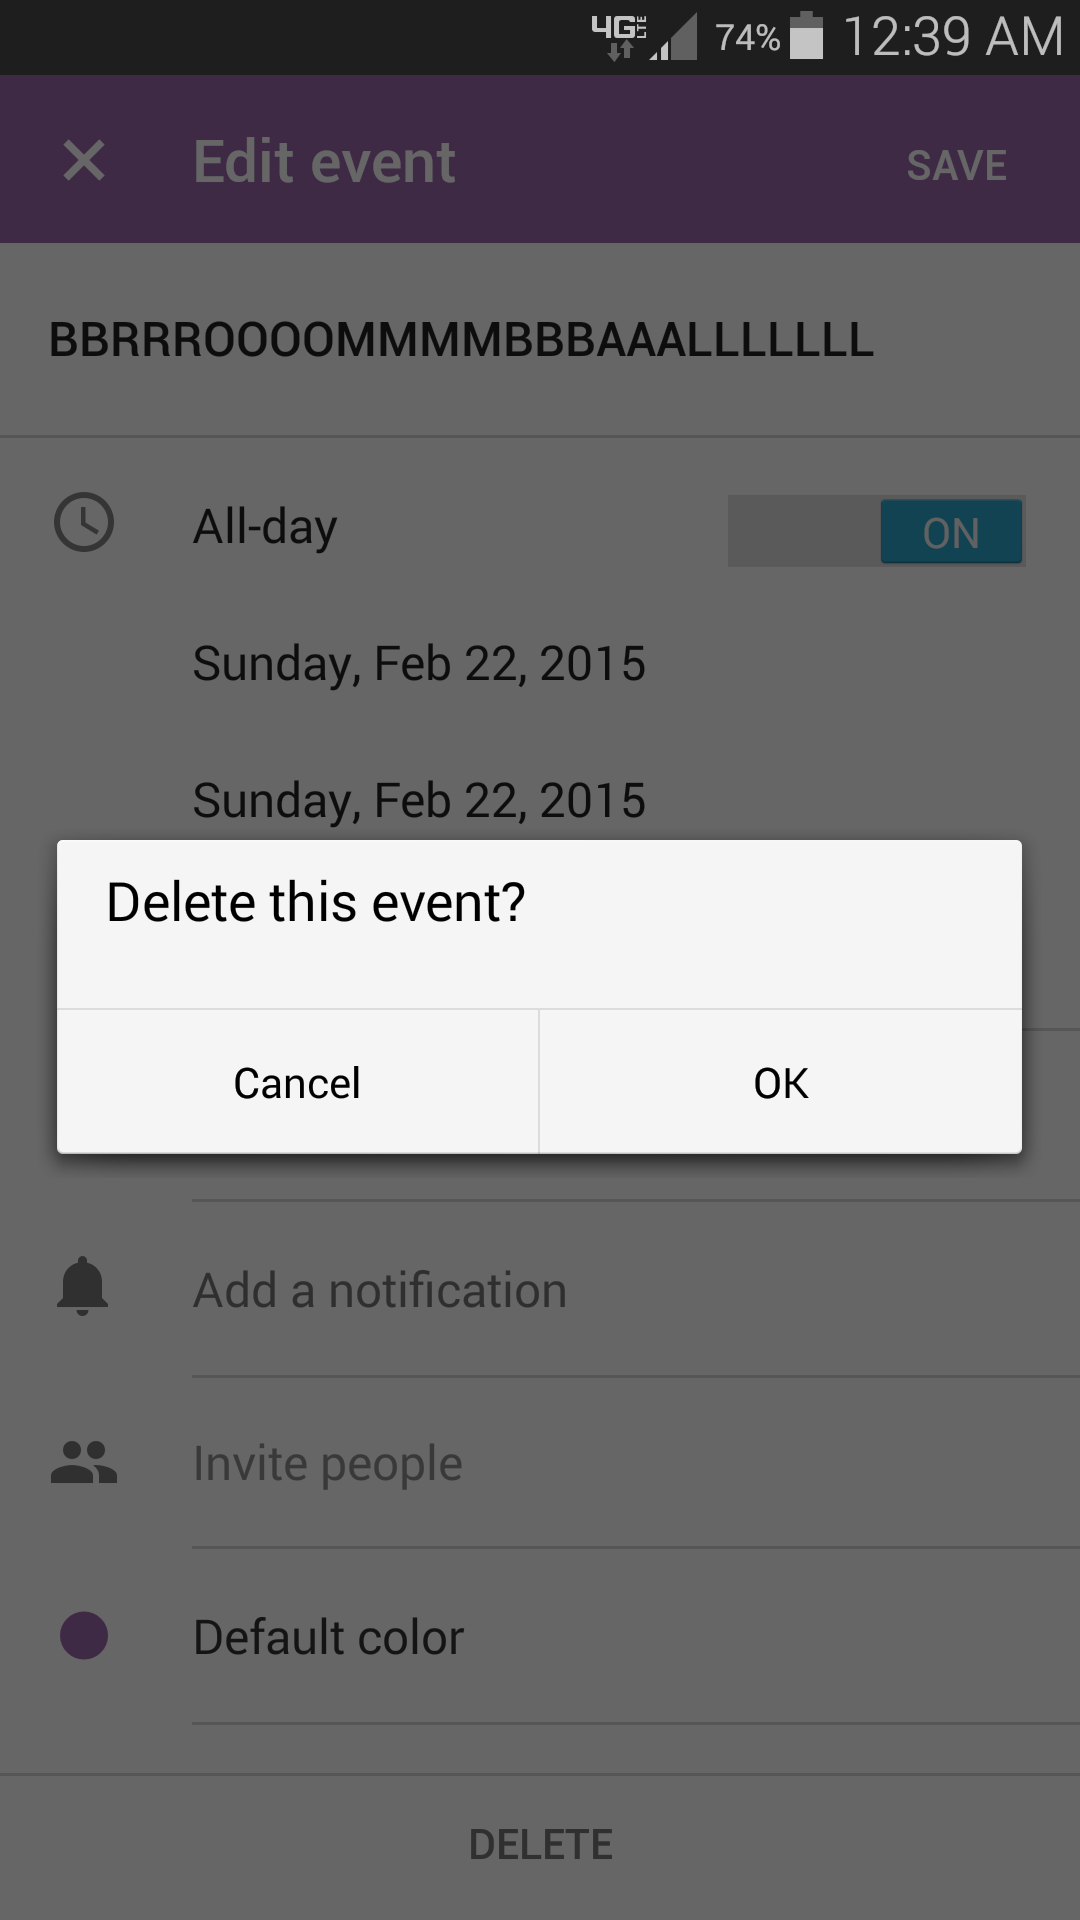 4G LTE 74% 12:39 AM
Edit event SAVE
BBRRROOOOMMMMBBBAAALLLLLLL
All-day ON
Sunday, Feb 22, 2015
Sunday, Feb 22, 2015
Delete this event?
Cancel OK
Add a notification
Invite people
Default color
DELETE